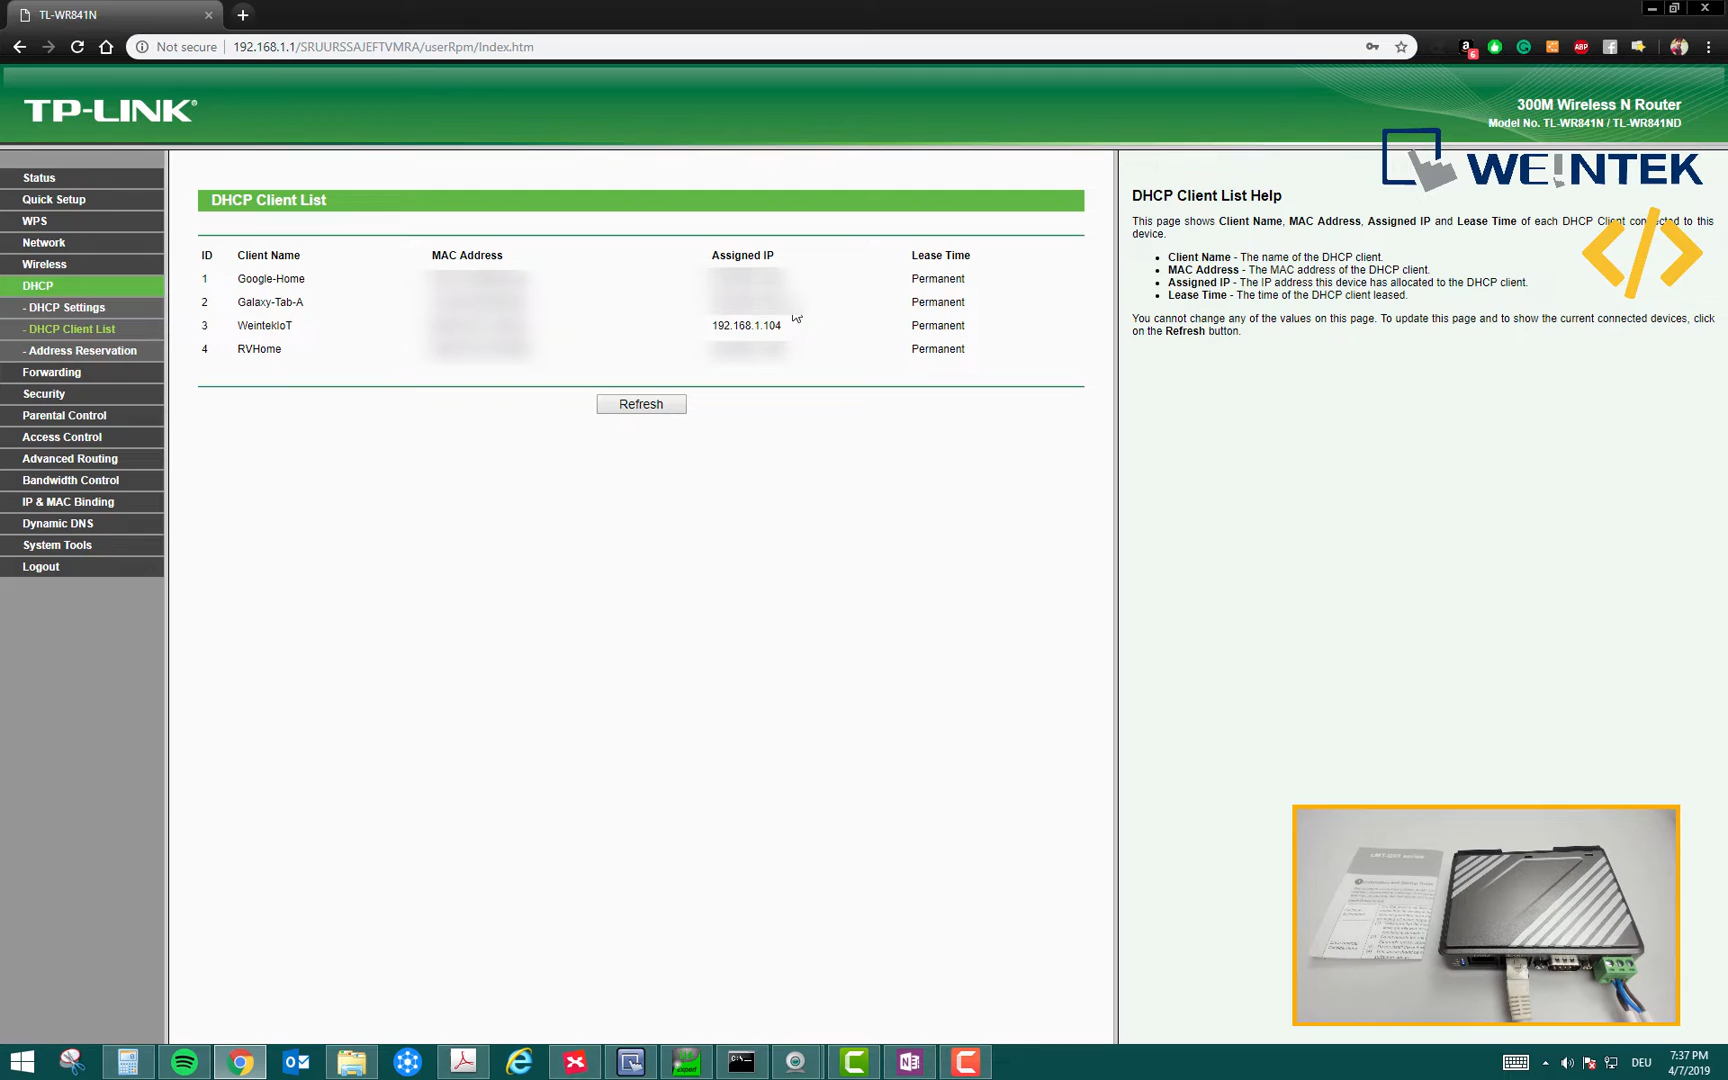 TL-WR841N
Not secure
192.168.1.1/SRUURSSAJEFTVMRA/userRpm/Index.htm
6
ABP
TP-LINK®
300M Wireless N Router
Model No. TL-WR841N / TL-WR841ND
WE!NTEK
Status
Quick Setup
WPS
Network
Wireless
DHCP
- DHCP Settings
- DHCP Client List
- Address Reservation
Forwarding
Security
Parental Control
Access Control
Advanced Routing
Bandwidth Control
IP & MAC Binding
Dynamic DNS
System Tools
Logout
DHCP Client List
ID Client Name MAC Address Assigned IP Lease Time
1 Google-Home Permanent
2 Galaxy-Tab-A Permanent
3 WeintekIoT 192.168.1.104 Permanent
4 RVHome Permanent
Refresh
DHCP Client List Help
This page shows Client Name, MAC Address, Assigned IP and Lease Time of each DHCP Client connected to this
device.
Client Name - The name of the DHCP client.
MAC Address - The MAC address of the DHCP client.
Assigned IP - The IP address this device has allocated to the DHCP client.
Lease Time - The time of the DHCP client leased.
You cannot change any of the values on this page. To update this page and to show the current connected devices, click
on the Refresh button.
expert
DEU
7:37 PM
4/7/2019